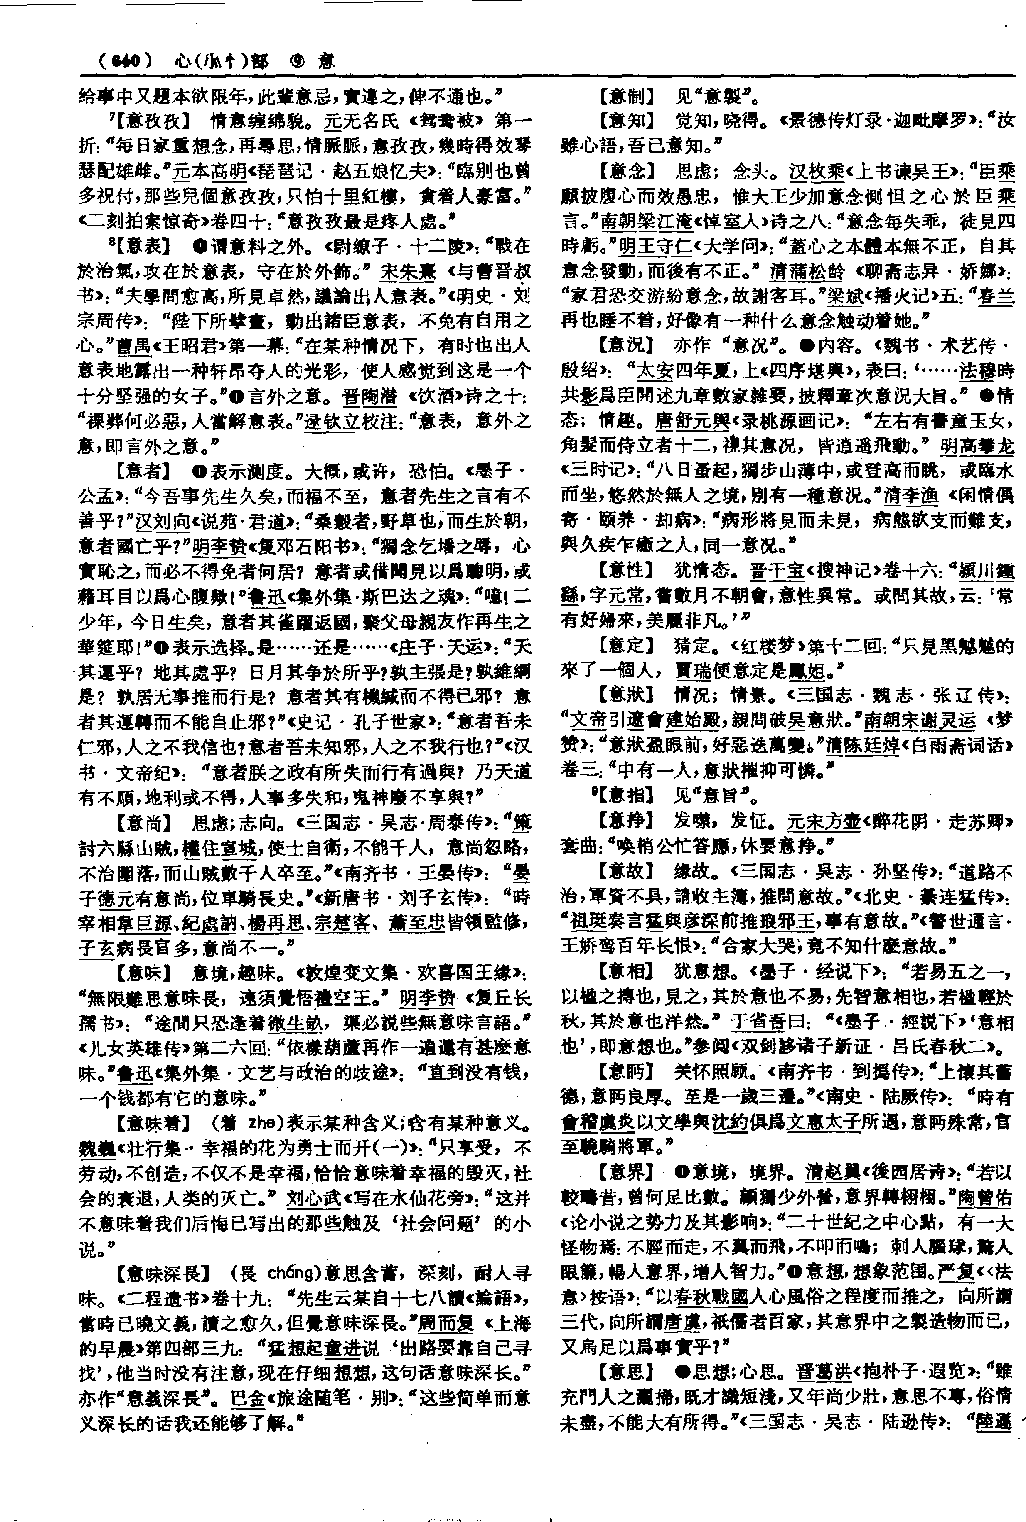 (640) 心(小忄)部 ⑨ 意
给事中又题本欲限年,此輩意忌,實違之,俾不通也。”
7【意孜孜】 情意缠绵貌。元无名氏《鸳鸯被》第一
折:“每日家重想念,再尋思,情脈脈,意孜孜,幾時得效琴
瑟配雄雌。”元本高明《琵琶记·赵五娘忆夫》:“臨别也曾
多祝付,那些兒個意孜孜,只怕十里紅樓,貪着人豪富。”
《二刻拍案惊奇》卷四十:“意孜孜最是疼人處。”
8【意表】 ❶谓意料之外。《尉缭子·十二陵》:“戰在
於治氣,攻在於意表,守在於外飾。”宋朱熹《与曹晋叔
书》:“夫學問愈高,所見卓然,議論出人意表。”《明史·刘
宗周传》:“陛下所擘畫,動出諸臣意表,不免有自用之
心。”曹禺《王昭君》第一幕:“在某种情况下,有时也出人
意表地露出一种轩昂夺人的光彩,使人感觉到这是一个
十分坚强的女子。”❷言外之意。晋陶潜《饮酒》诗之十:
“裸葬何必惡,人當解意表。”逯钦立校注:“意表,意外之
意,即言外之意。”
【意者】 ❶表示测度。大概,或许,恐怕。《墨子·
公孟》:“今吾事先生久矣,而福不至,意者先生之言有不
善乎?”汉刘向《说苑·君道》:“桑穀者,野草也,而生於朝,
意者國亡乎?”明李贽《复邓石阳书》:“獨念乞墦之辱,心
實恥之,而必不得免者何居?意者或借聞見以爲聰明,或
藉耳目以爲心腹歟!”鲁迅《集外集·斯巴达之魂》:“噫!二
少年,今日生矣,意者其雀躍返國,聚父母親友作再生之
華筵耶!”❷表示选择。是……还是……《庄子·天运》:“天
其運乎?地其處乎?日月其争於所乎?孰主張是?孰維綱
是?孰居无事推而行是?意者其有機緘而不得已邪?意
者其運轉而不能自止邪?”《史记·孔子世家》:“意者吾未
仁邪,人之不我信也?意者吾未知邪,人之不我行也?”《汉
书·文帝纪》:“意者朕之政有所失而行有過與?乃天道
有不順,地利或不得,人事多失和,鬼神廢不享與?”
【意尚】 思虑;志向。《三国志·吴志·周泰传》:“策
討六縣山賊,權住宣城,使士自衛,不能千人,意尚忽略,
不治圍落,而山賊數千人卒至。”《南齐书·王晏传》:“晏
子德元有意尚,位車騎長史。”《新唐书·刘子玄传》:“時
宰相韋巨源、紀處訥、楊再思、宗楚客、蕭至忠皆領監修,
子玄病長官多,意尚不一。”
【意味】 意境,趣味。《敦煌变文集·欢喜国王缘》:
“無限難思意味長,遠須覺悟禮空王。”明李贽《复丘长
孺书》:“途間只恐逢着微生畝,渠必説些無意味言語。”
《儿女英雄传》第二六回:“依樣葫蘆再作一遍還有甚麽意
味。”鲁迅《集外集·文艺与政治的歧途》:“直到没有钱,
一个钱都有它的意味。”
【意味着】 (着 zhe)表示某种含义;含有某种意义。
魏巍《壮行集·幸福的花为勇士而开(一)》:“只享受,不
劳动,不创造,不仅不是幸福,恰恰意味着幸福的毁灭,社
会的衰退,人类的灭亡。”刘心武《写在水仙花旁》:“这并
不意味着我们后悔已写出的那些触及‘社会问题’的小
说。”
【意味深長】 (長 cháng)意思含蓄,深刻,耐人寻
味。《二程遗书》卷十九:“先生云某自十七八讀《論語》,
當時已曉文義,讀之愈久,但覺意味深長。”周而复《上海
的早晨》第四部三九:“猛想起童进说‘出路要靠自己寻
找’,他当时没有注意,现在仔细想想,这句话意味深长。”
亦作“意義深長”。巴金《旅途随笔·别》:“这些简单而意
义深长的话我还能够了解。”
【意制】 见“意製”。
【意知】 觉知,晓得。《景德传灯录·迦毗摩罗》:“汝
雖心語,吾已意知。”
【意念】 思虑;念头。汉枚乘《上书谏吴王》:“臣乘
願披腹心而效愚忠,惟大王少加意念惻怛之心於臣乘
言。”南朝梁江淹《悼室人》诗之八:“意念每失乖,徒見四
時虧。”明王守仁《大学问》:“蓋心之本體本無不正,自其
意念發動,而後有不正。”清蒲松龄《聊斋志异·娇娜》:
“家君恐交游紛意念,故謝客耳。”梁斌《播火记》五:“春兰
再也睡不着,好像有一种什么意念触动着她。”
【意况】 亦作“意况”。❶内容。《魏书·术艺传·
殷绍》:“太安四年夏,上《四序堪輿》,表曰:‘……法穆時
共影爲臣開述九章數家雜要,披釋章次意况大旨。”❷情
态;情趣。唐舒元舆《录桃源画记》:“左右有書童玉女,
角髮而侍立者十二,視其意况,皆逍遥飛動。”明高攀龙
《三时记》:“八日蚤起,獨步山薄中,或登高而眺,或臨水
而坐,悠然於無人之境,别有一種意况。”清李渔《闲情偶
寄·颐养·却病》:“病形將見而未見,病態欲支而難支,
與久疾乍癒之人,同一意况。”
【意性】 犹情态。晋干宝《搜神记》卷十六:“潁川鍾
繇,字元常,嘗數月不朝會,意性異常。或問其故,云:‘常
有好婦來,美麗非凡。’”
【意定】 猜定。《红楼梦》第十二回:“只見黑魆魆的
來了一個人,賈瑞便意定是鳳姐。”
【意狀】 情况;情景。《三国志·魏志·张辽传》:
“文帝引遼會建始殿,親問破吴意狀。”南朝宋谢灵运《梦
赞》:“意狀盈眼前,好惡迭萬變。”清陈廷焯《白雨斋词话》
卷三:“中有一人,意狀摧抑可憐。”
9【意指】 见“意旨”。
【意挣】 发噤,发怔。元宋方壶《醉花阴·走苏卿》
套曲:“唤梢公忙答應,休要意挣。”
【意故】 缘故。《三国志·吴志·孙坚传》:“道路不
治,軍資不具,請收主簿,推問意故。”《北史·綦连猛传》:
“祖珽奏言猛與彦深前推琅邪王,事有意故。”《警世通言·
王娇鸾百年长恨》:“合家大哭,竟不知什麽意故。”
【意相】 犹意想。《墨子·经说下》:“若易五之一,
以楹之摶也,見之,其於意也不易,先智意相也,若楹輕於
秋,其於意也洋然。”于省吾曰:“《墨子·經説下》‘意相
也’,即意想也。”参阅《双剑誃诸子新证·吕氏春秋二》。
【意眄】 关怀照顾。《南齐书·到撝传》:“上懷其舊
德,意眄良厚。至是一歲三遷。”《南史·陆厥传》:“時有
會稽虞炎以文學與沈約俱爲文惠太子所遇,意眄殊常,官
至驍騎將軍。”
【意界】 ❶意境,境界。清赵翼《後园居诗》:“若以
較疇昔,曾何足比數。顧獨少外營,意界轉栩栩。”陶曾佑
《论小说之势力及其影响》:“二十世纪之中心點,有一大
怪物焉:不脛而走,不翼而飛,不叩而鳴;刺人腦球,驚人
眼簾,暢人意界,增人智力。”❷意想,想象范围。严复《〈法
意〉按语》:“以春秋戰國人心風俗之程度而推之,向所謂
三代,向所謂唐虞,祇儒者百家,其意界中之製造物而已,
又烏足以爲事實乎?”
【意思】 ❶思想;心思。晋葛洪《抱朴子·遐览》:“雖
充門人之灑掃,既才識短淺,又年尚少壯,意思不專,俗情
未盡,不能大有所得。”《三国志·吴志·陆逊传》:“陸遜